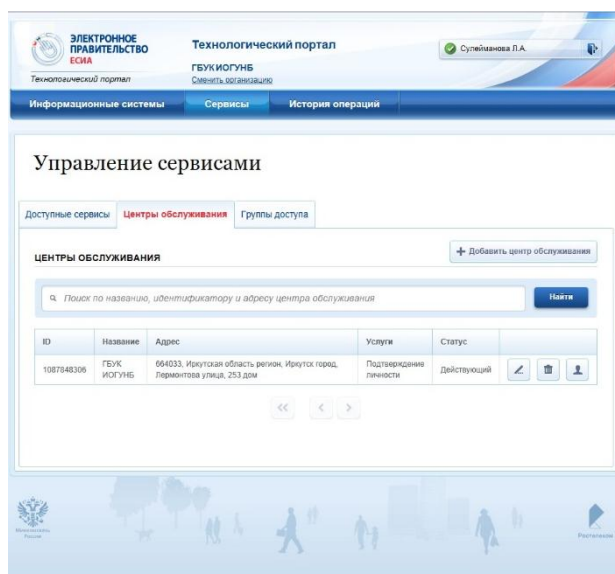 ЭЛЕКТРОННОЕ
ПРАВИТЕЛЬСТВО
ЕСИА
Технологический портал
Технологический портал
ГБУК ИОГУНБ
Сменить организацию
Сулейманова Л.А.
Информационные системы Сервисы История операций
Управление сервисами
Доступные сервисы Центры обслуживания Группы доступа
ЦЕНТРЫ ОБСЛУЖИВАНИЯ
+ Добавить центр обслуживания
Поиск по названию, идентификатору и адресу центра обслуживания
Найти
ID Название Адрес Услуги Статус
1087848306 ГБУК ИОГУНБ 664033, Иркутская область регион, Иркутск город, Лермонтова улица, 253 дом Подтверждение личности Действующий
Ростелеком